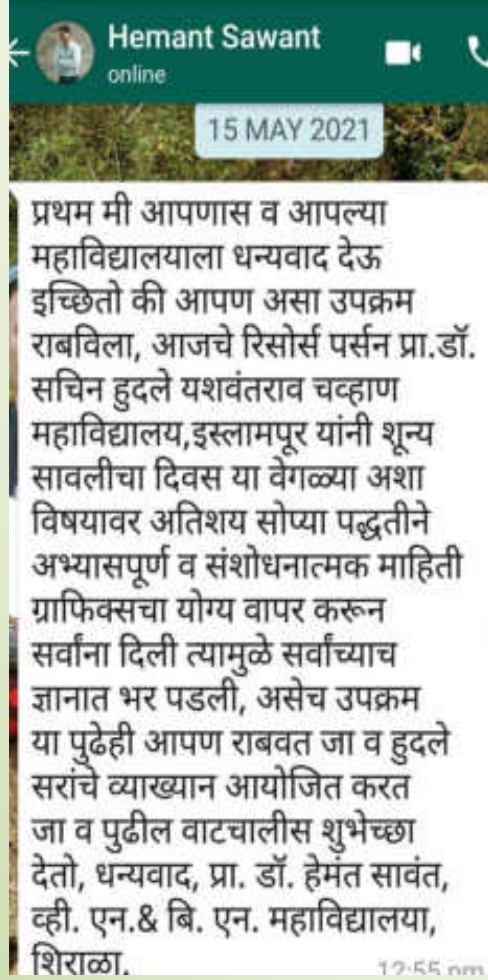 Hemant Sawant
online
15 MAY 2021
प्रथम मी आपणास व आपल्या
महाविद्यालयाला धन्यवाद देऊ
इच्छितो की आपण असा उपक्रम
राबविला, आजचे रिसोर्स पर्सन प्रा.डॉ.
सचिन हुदले यशवंतराव चव्हाण
महाविद्यालय,इस्लामपूर यांनी शून्य
सावलीचा दिवस या वेगळ्या अशा
विषयावर अतिशय सोप्या पद्धतीने
अभ्यासपूर्ण व संशोधनात्मक माहिती
ग्राफिक्सचा योग्य वापर करून
सर्वांना दिली त्यामुळे सर्वांच्याच
ज्ञानात भर पडली, असेच उपक्रम
या पुढेही आपण राबवत जा व हुदले
सरांचे व्याख्यान आयोजित करत
जा व पुढील वाटचालीस शुभेच्छा
देतो, धन्यवाद, प्रा. डॉ. हेमंत सावंत,
व्ही. एन.& बि. एन. महाविद्यालया,
शिराळा.
12:55 pm